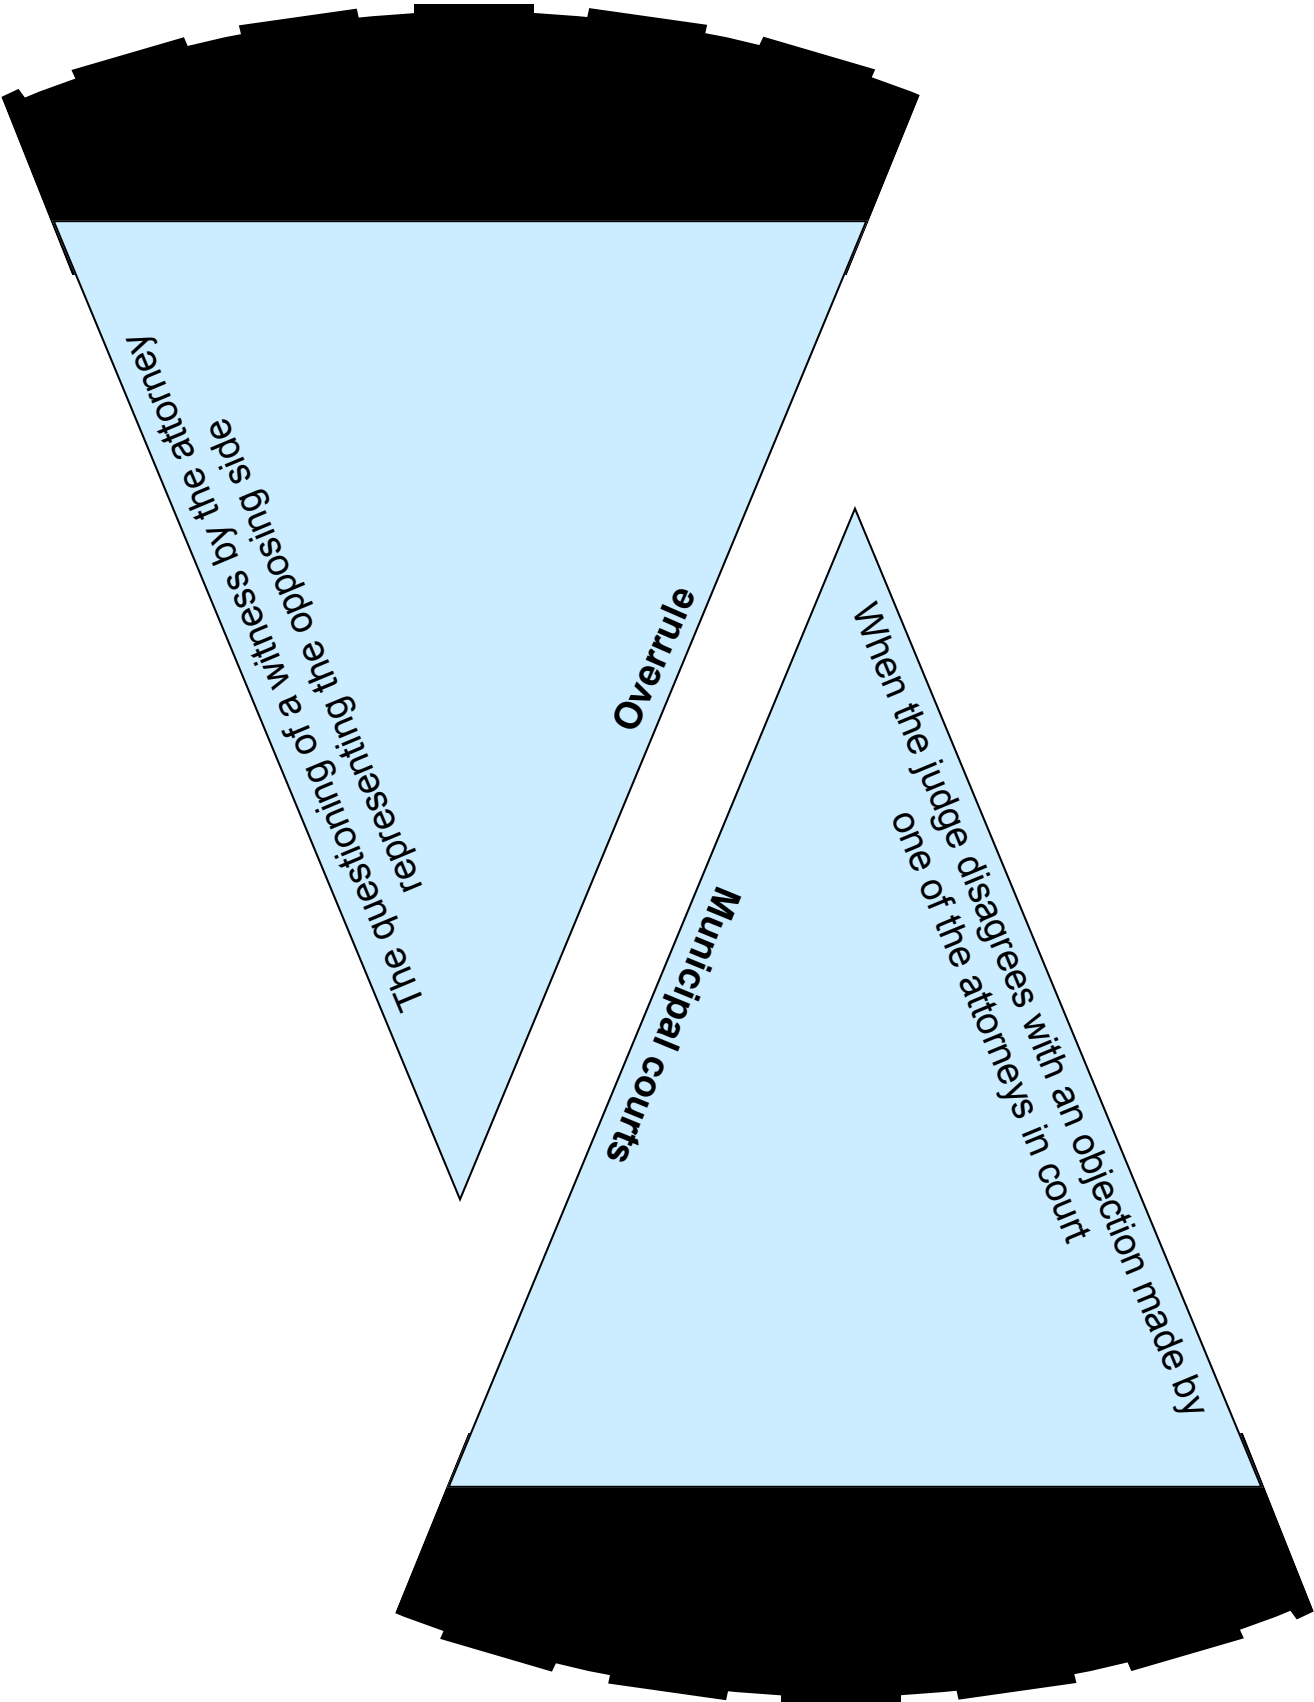 The questioning of a witness by the attorney
representing the opposing side
Overrule
When the judge disagrees with an objection made by
one of the attorneys in court
Municipal courts